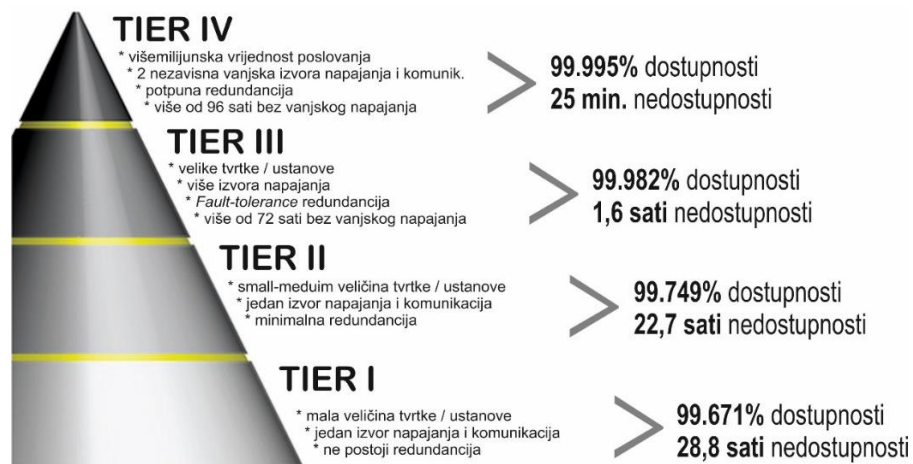 TIER IV
* višemilijunska vrijednost poslovanja
* 2 nezavisna vanjska izvora napajanja i komunik.
* potpuna redundancija
* više od 96 sati bez vanjskog napajanja
99.995% dostupnosti
25 min. nedostupnosti
TIER III
* velike tvrtke / ustanove
* više izvora napajanja
* Fault-tolerance redundancija
* više od 72 sati bez vanjskog napajanja
99.982% dostupnosti
1,6 sati nedostupnosti
TIER II
* small-meduim veličina tvrtke / ustanove
* jedan izvor napajanja i komunikacija
* minimalna redundancija
99.749% dostupnosti
22,7 sati nedostupnosti
TIER I
* mala veličina tvrtke / ustanove
* jedan izvor napajanja i komunikacija
* ne postoji redundancija
99.671% dostupnosti
28,8 sati nedostupnosti